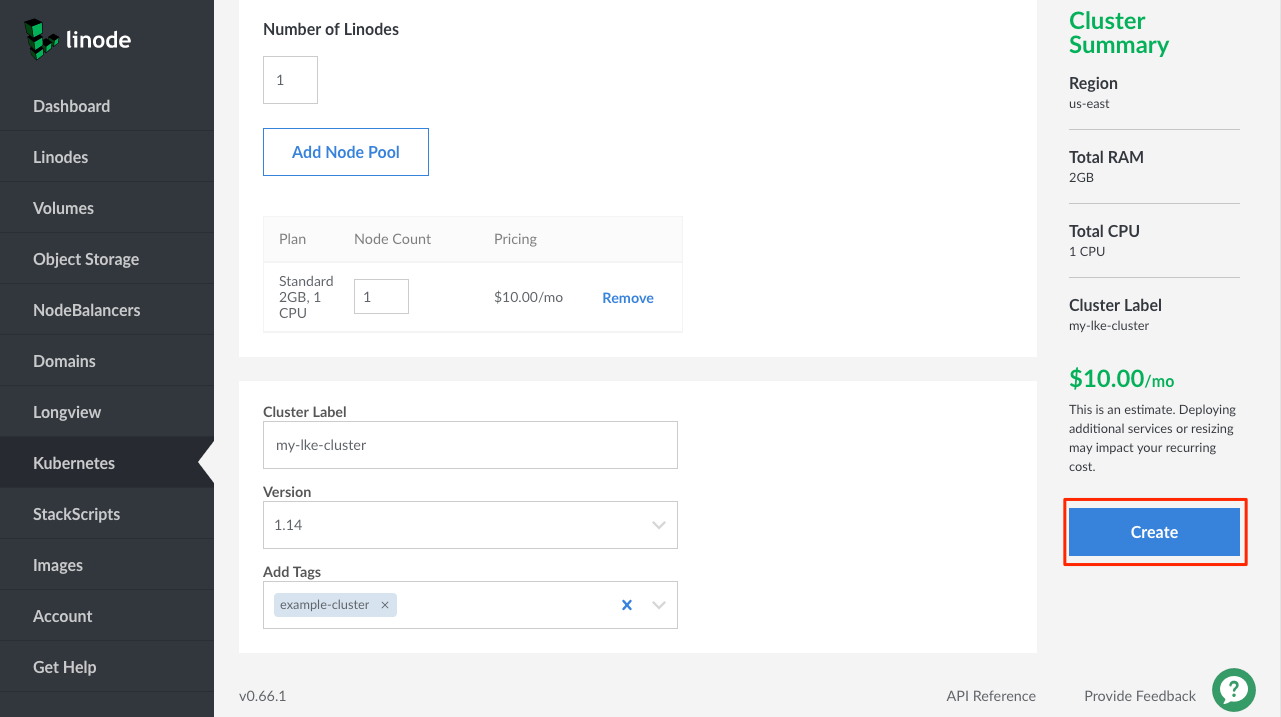 linode
Dashboard
Linodes
Volumes
Object Storage
NodeBalancers
Domains
Longview
Kubernetes
StackScripts
Images
Account
Get Help
Number of Linodes
1
Add Node Pool
Plan Node Count Pricing
Standard
2GB, 1
CPU
1 $10.00/mo Remove
Cluster Label
my-lke-cluster
Version
1.14
Add Tags
example-cluster ×
v0.66.1
API Reference
Provide Feedback
Cluster
Summary
Region
us-east
Total RAM
2GB
Total CPU
1 CPU
Cluster Label
my-lke-cluster
$10.00/mo
This is an estimate. Deploying
additional services or resizing
may impact your recurring
cost.
Create
?